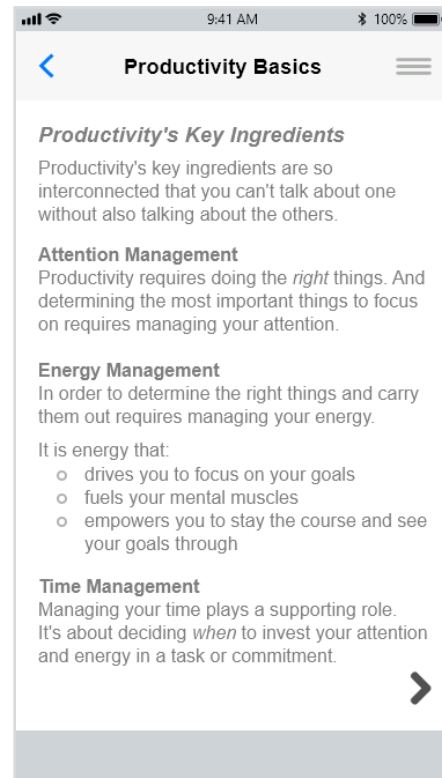 9:41 AM
100%
Productivity Basics
Productivity's Key Ingredients
Productivity's key ingredients are so
interconnected that you can't talk about one
without also talking about the others.
Attention Management
Productivity requires doing the right things. And
determining the most important things to focus
on requires managing your attention.
Energy Management
In order to determine the right things and carry
them out requires managing your energy.
It is energy that:
drives you to focus on your goals
fuels your mental muscles
empowers you to stay the course and see
your goals through
Time Management
Managing your time plays a supporting role.
It's about deciding when to invest your attention
and energy in a task or commitment.